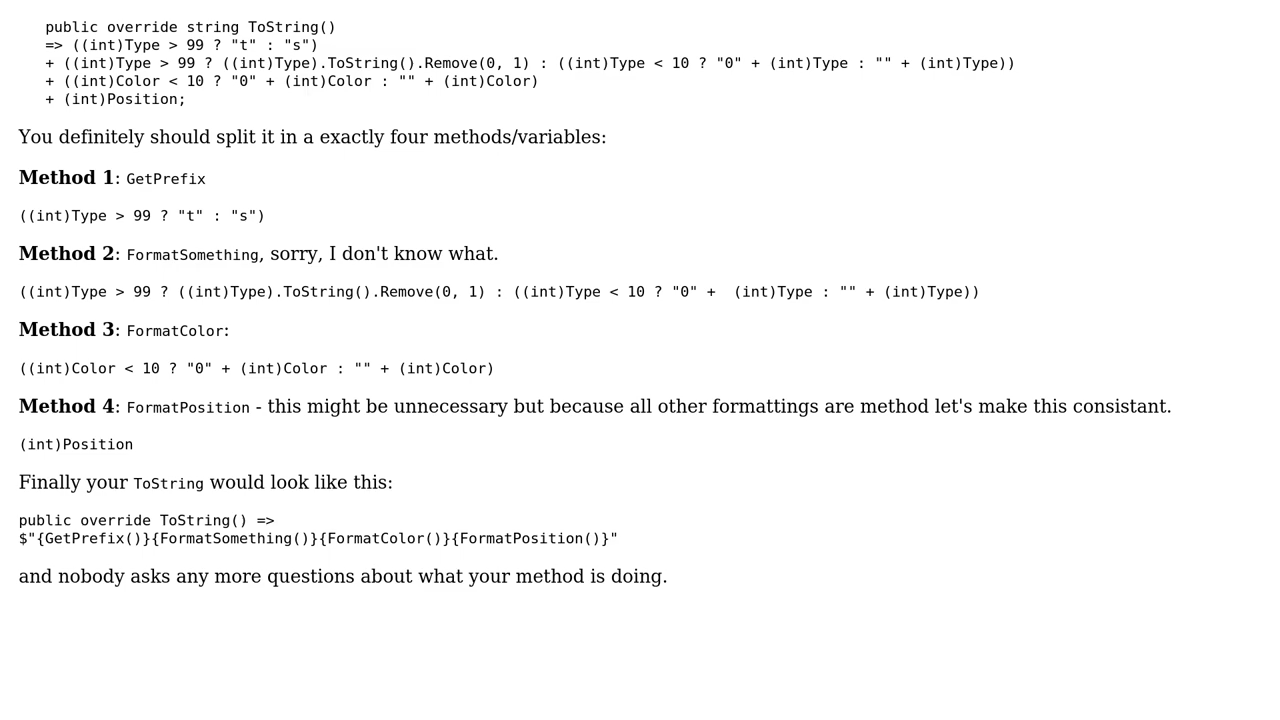 public override string ToString()
=> ((int)Type > 99 ? "t" : "s")
+ ((int)Type > 99 ? ((int)Type).ToString().Remove(0, 1) : ((int)Type < 10 ? "0" + (int)Type : "" + (int)Type))
+ ((int)Color < 10 ? "0" + (int)Color : "" + (int)Color)
+ (int)Position;
You definitely should split it in a exactly four methods/variables:
Method 1: GetPrefix
((int)Type > 99 ? "t" : "s")
Method 2: FormatSomething, sorry, I don't know what.
((int)Type > 99 ? ((int)Type).ToString().Remove(0, 1) : ((int)Type < 10 ? "0" +  (int)Type : "" + (int)Type))
Method 3: FormatColor:
((int)Color < 10 ? "0" + (int)Color : "" + (int)Color)
Method 4: FormatPosition - this might be unnecessary but because all other formattings are method let's make this consistant.
(int)Position
Finally your ToString would look like this:
public override ToString() =>
$"{GetPrefix()}{FormatSomething()}{FormatColor()}{FormatPosition()}"
and nobody asks any more questions about what your method is doing.